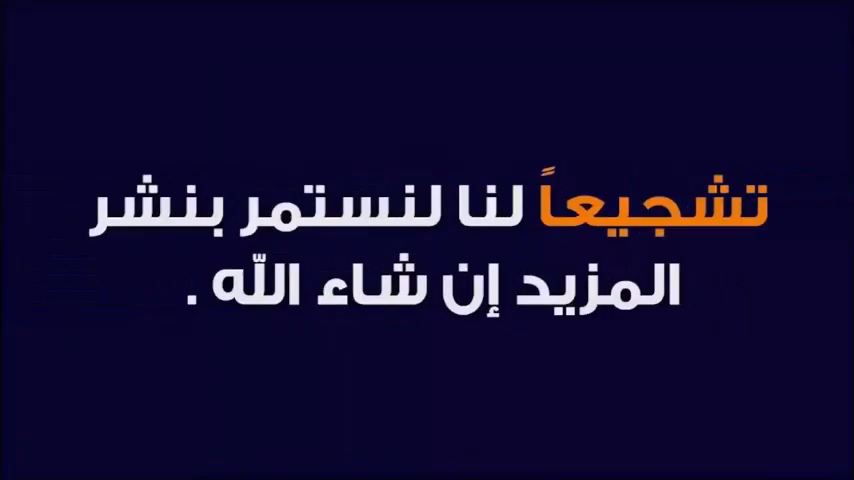 تشجيعاً لنا لنستمر بنشر
المزيد إن شاء الله .